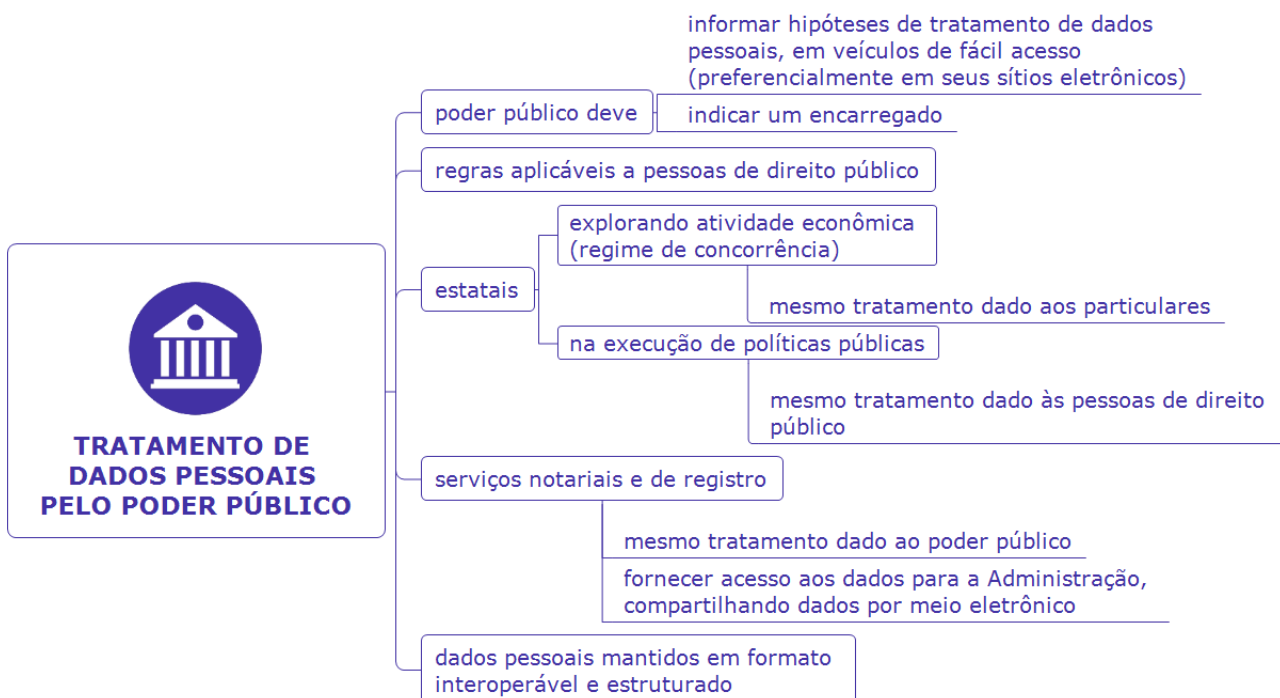 informar hipóteses de tratamento de dados
pessoais, em veículos de fácil acesso
(preferencialmente em seus sítios eletrônicos)
poder público deve
indicar um encarregado
regras aplicáveis a pessoas de direito público
explorando atividade econômica
(regime de concorrência)
estatais
mesmo tratamento dado aos particulares
na execução de políticas públicas
mesmo tratamento dado às pessoas de direito
público
TRATAMENTO DE
DADOS PESSOAIS
PELO PODER PÚBLICO
serviços notariais e de registro
mesmo tratamento dado ao poder público
fornecer acesso aos dados para a Administração,
compartilhando dados por meio eletrônico
dados pessoais mantidos em formato
interoperável e estruturado